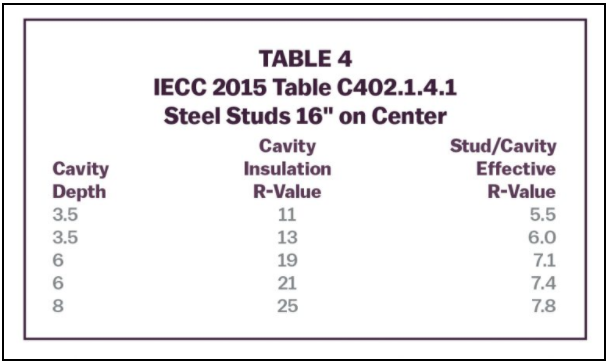 TABLE 4
IECC 2015 Table C402.1.4.1
Steel Studs 16" on Center
Cavity Stud/Cavity
Cavity Insulation Effective
Depth R-Value R-Value
3.5 11 5.5
3.5 13 6.0
6 19 7.1
6 21 7.4
8 25 7.8